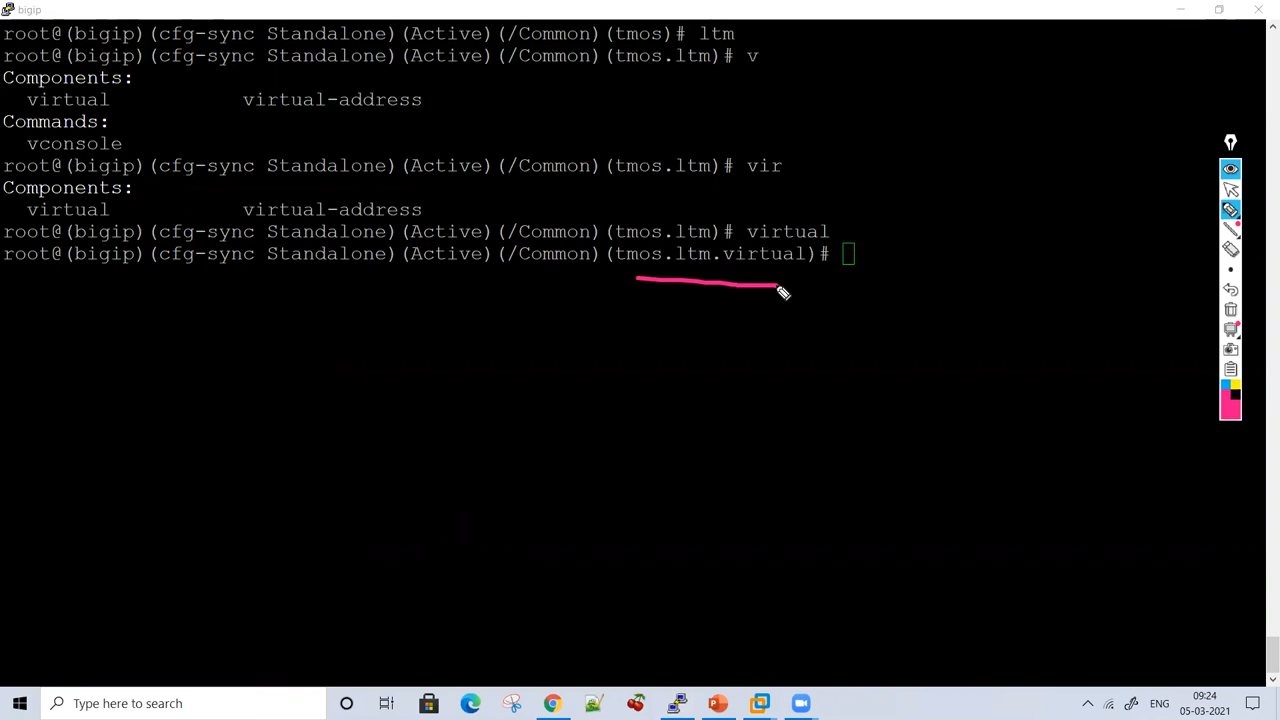 bigip
root@(bigip)(cfg-sync Standalone)(Active)(/Common)(tmos)# ltm
root@(bigip)(cfg-sync Standalone)(Active)(/Common)(tmos.ltm)# v
Components:
virtual virtual-address
Commands:
vconsole
root@(bigip)(cfg-sync Standalone)(Active)(/Common)(tmos.ltm)# vir
Components:
virtual virtual-address
root@(bigip)(cfg-sync Standalone)(Active)(/Common)(tmos.ltm)# virtual
root@(bigip)(cfg-sync Standalone)(Active)(/Common)(tmos.ltm.virtual)#
Type here to search
ENG
09:24
05-03-2021